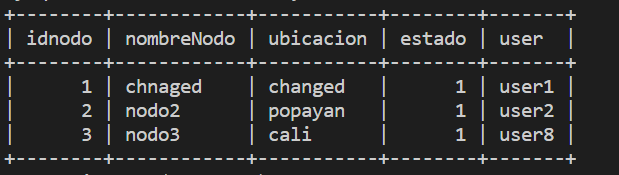 +--------+------------+-----------+--------+-------+
| idnodo | nombreNodo | ubicacion | estado | user  |
+--------+------------+-----------+--------+-------+
|      1 | chnaged    | changed   |      1 | user1 |
|      2 | nodo2      | popayan   |      1 | user2 |
|      3 | nodo3      | cali      |      1 | user8 |
+--------+------------+-----------+--------+-------+